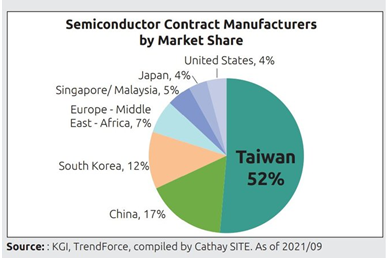 Semiconductor Contract Manufacturers
by Market Share
United States, 4%
Japan, 4%
Singapore/ Malaysia, 5%
Europe - Middle
East - Africa, 7%
South Korea, 12%
China, 17%
Taiwan
52%
Source: : KGI, TrendForce, compiled by Cathay SITE. As of 2021/09